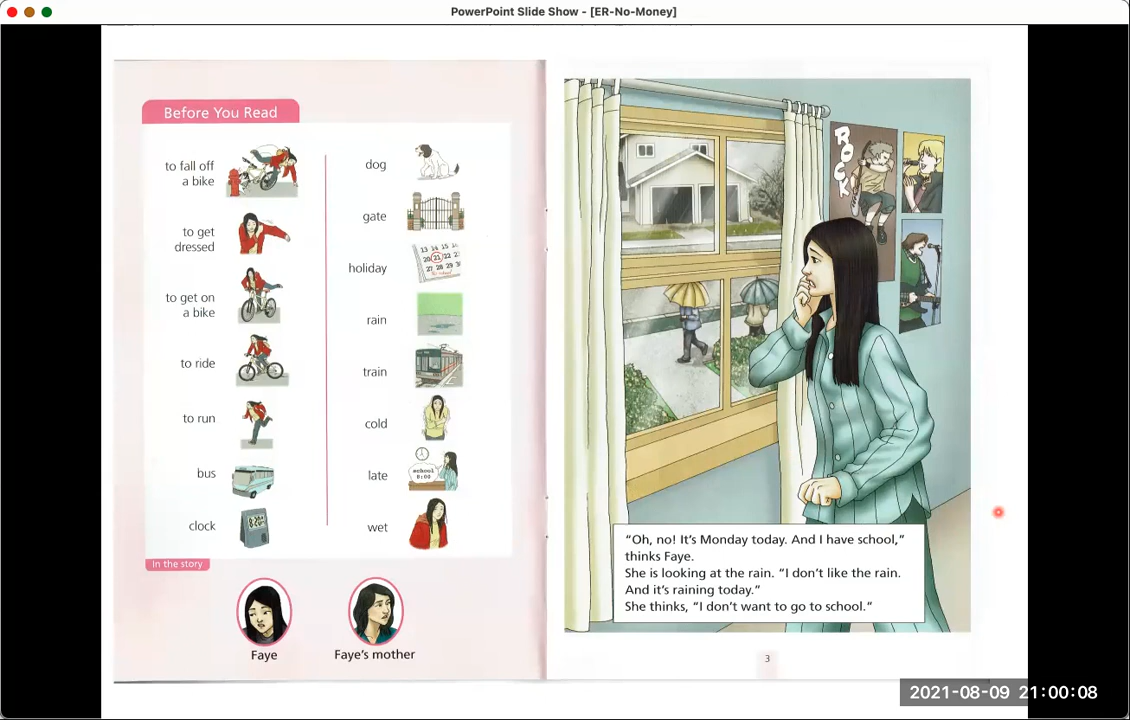 PowerPoint Slide Show - [ER-No-Money]
Before You Read
to fall off
a bike
to get
dressed
to get on
a bike
to ride
to run
bus
clock
dog
gate
holiday
rain
train
cold
late
school
8:00
wet
In the story
Faye
Faye's mother
ROCK
"Oh, no! It's Monday today. And I have school,"
thinks Faye.
She is looking at the rain. "I don't like the rain.
And it's raining today."
She thinks, "I don't want to go to school."
3
2021-08-09 21:00:08